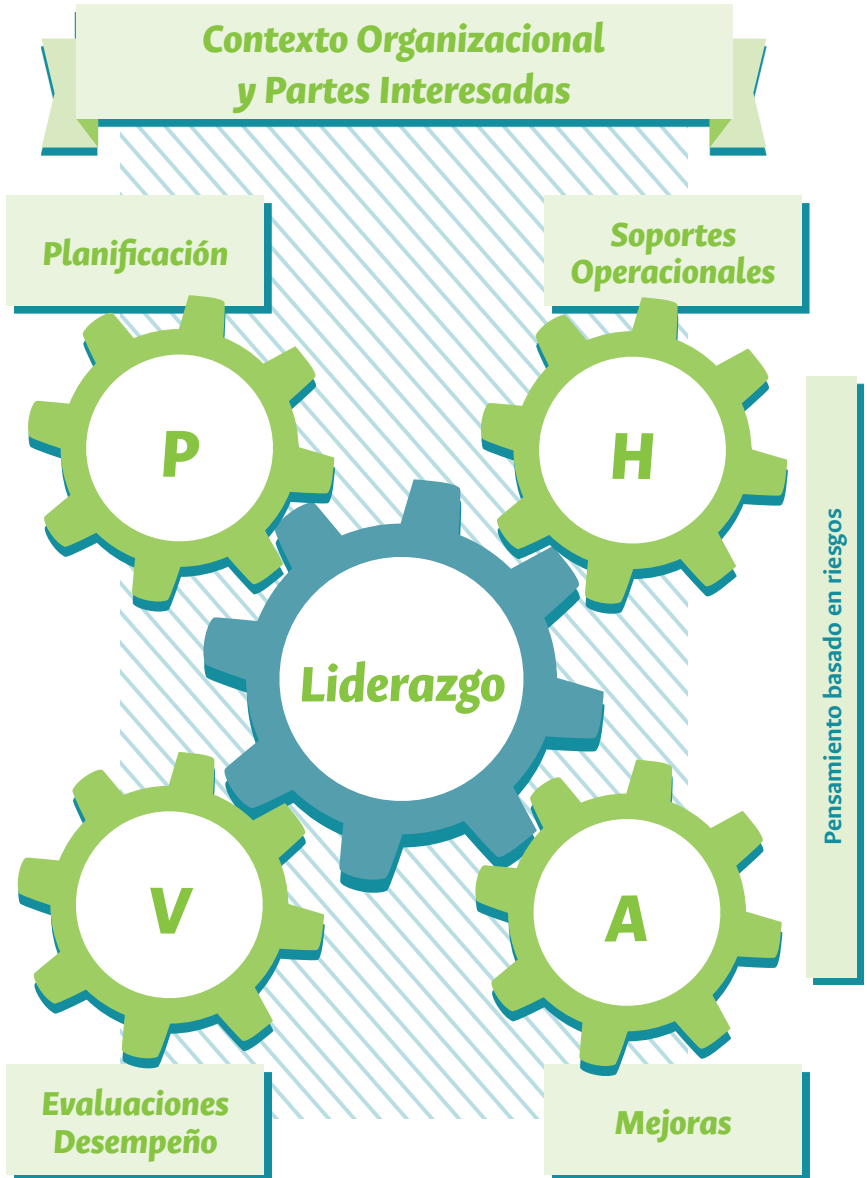 Contexto Organizacional
y Partes Interesadas
Planificación
Soportes
Operacionales
P
H
Pensamiento basado en riesgos
Liderazgo
V
A
Evaluaciones
Desempeño
Mejoras